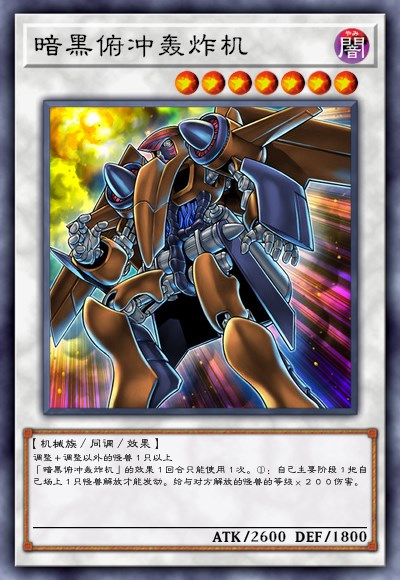 暗黑俯冲轰炸机
やみ
闇
【机械族／同调／效果】
调整＋调整以外的怪兽１只以上
「暗黑俯冲轰炸机」的效果１回合只能使用１次。①：自己主要阶段１把自
己场上１只怪兽解放才能发动。给与对方解放的怪兽的等级×２００伤害。
ATK/2600 DEF/1800